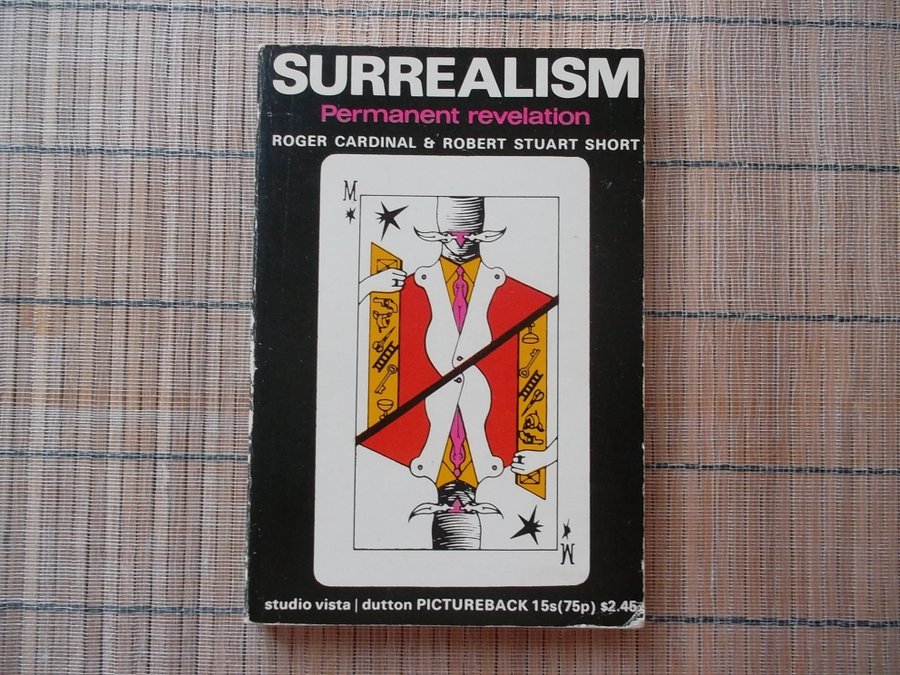 SURREALISM
Permanent revelation
ROGER CARDINAL & ROBERT STUART SHORT
M
M
studio vista | dutton PICTUREBACK 15s(75p) $2.45